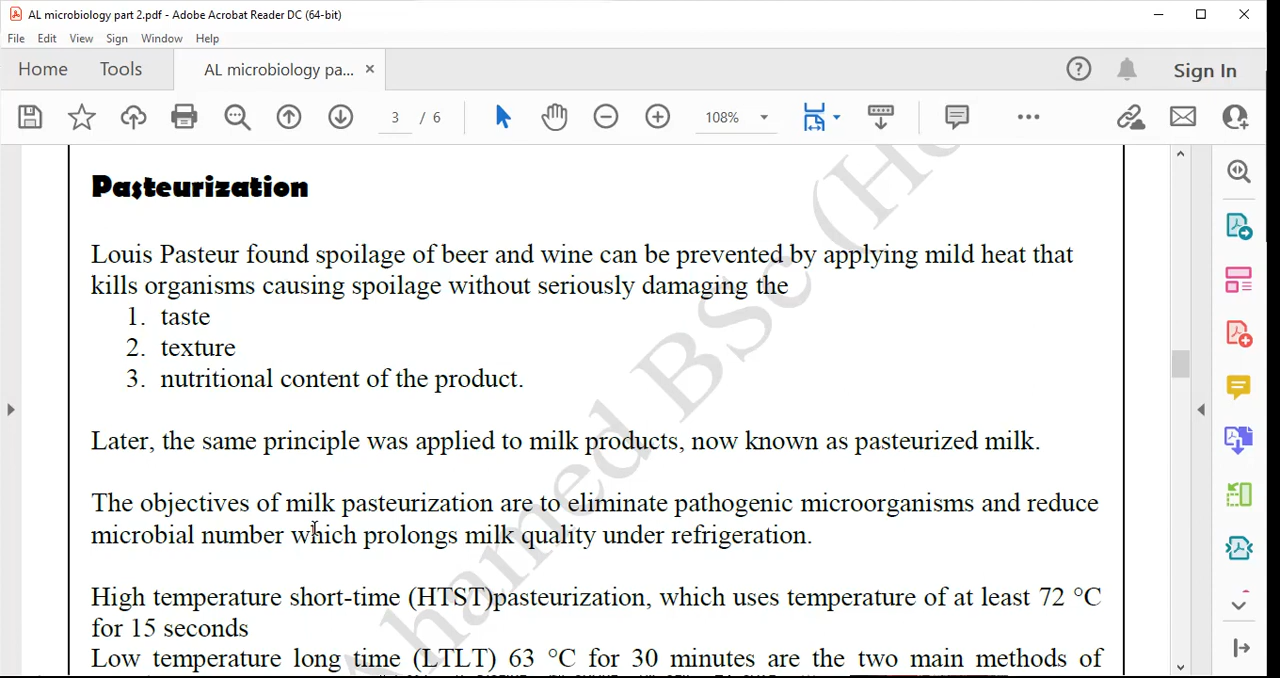 AL microbiology part 2.pdf - Adobe Acrobat Reader DC (64-bit)
File Edit View Sign Window Help
Home Tools AL microbiology pa... × Sign In
3 / 6 108%
Pasteurization
Louis Pasteur found spoilage of beer and wine can be prevented by applying mild heat that
kills organisms causing spoilage without seriously damaging the
1. taste
2. texture
3. nutritional content of the product.
Later, the same principle was applied to milk products, now known as pasteurized milk.
The objectives of milk pasteurization are to eliminate pathogenic microorganisms and reduce
microbial number which prolongs milk quality under refrigeration.
High temperature short-time (HTST)pasteurization, which uses temperature of at least 72 °C
for 15 seconds
Low temperature long time (LTLT) 63 °C for 30 minutes are the two main methods of
hamed BSc (Ho